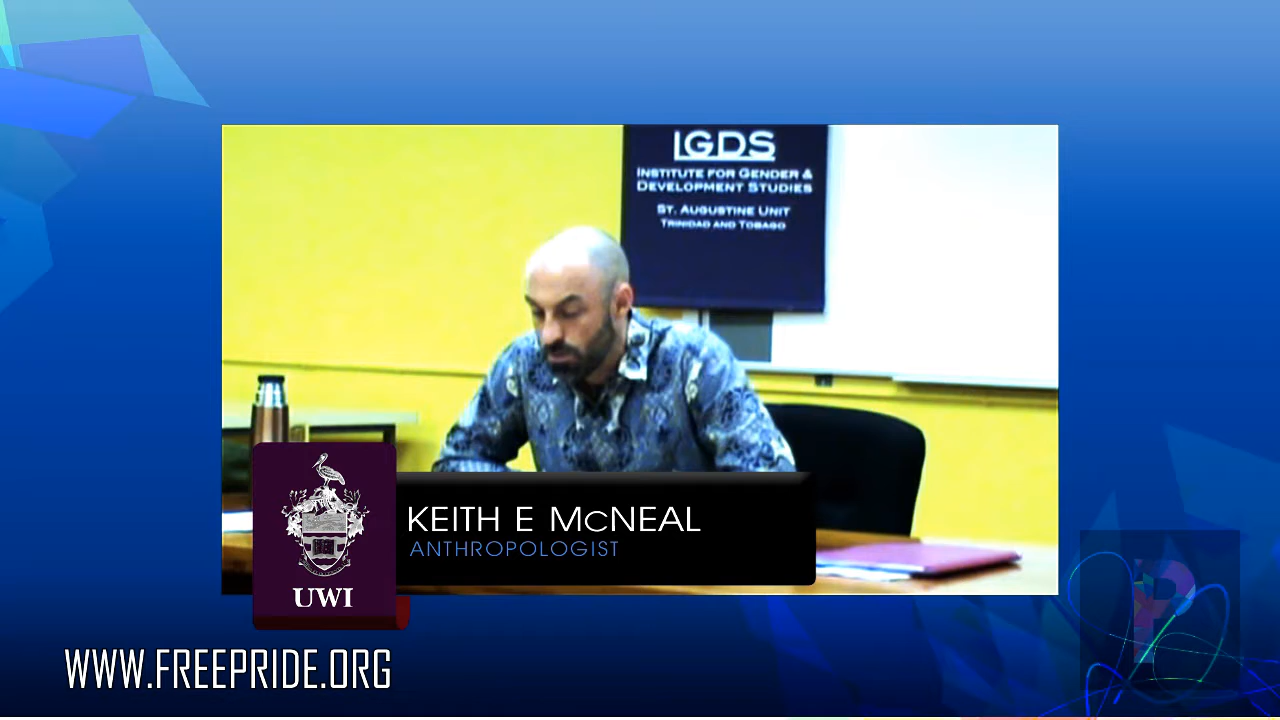 IGDS
INSTITUTE FOR GENDER &
DEVELOPMENT STUDIES
ST. AUGUSTINE UNIT
TRINIDAD AND TOBAGO
KEITH E MCNEAL
ANTHROPOLOGIST
UWI
WWW.FREEPRIDE.ORG
P